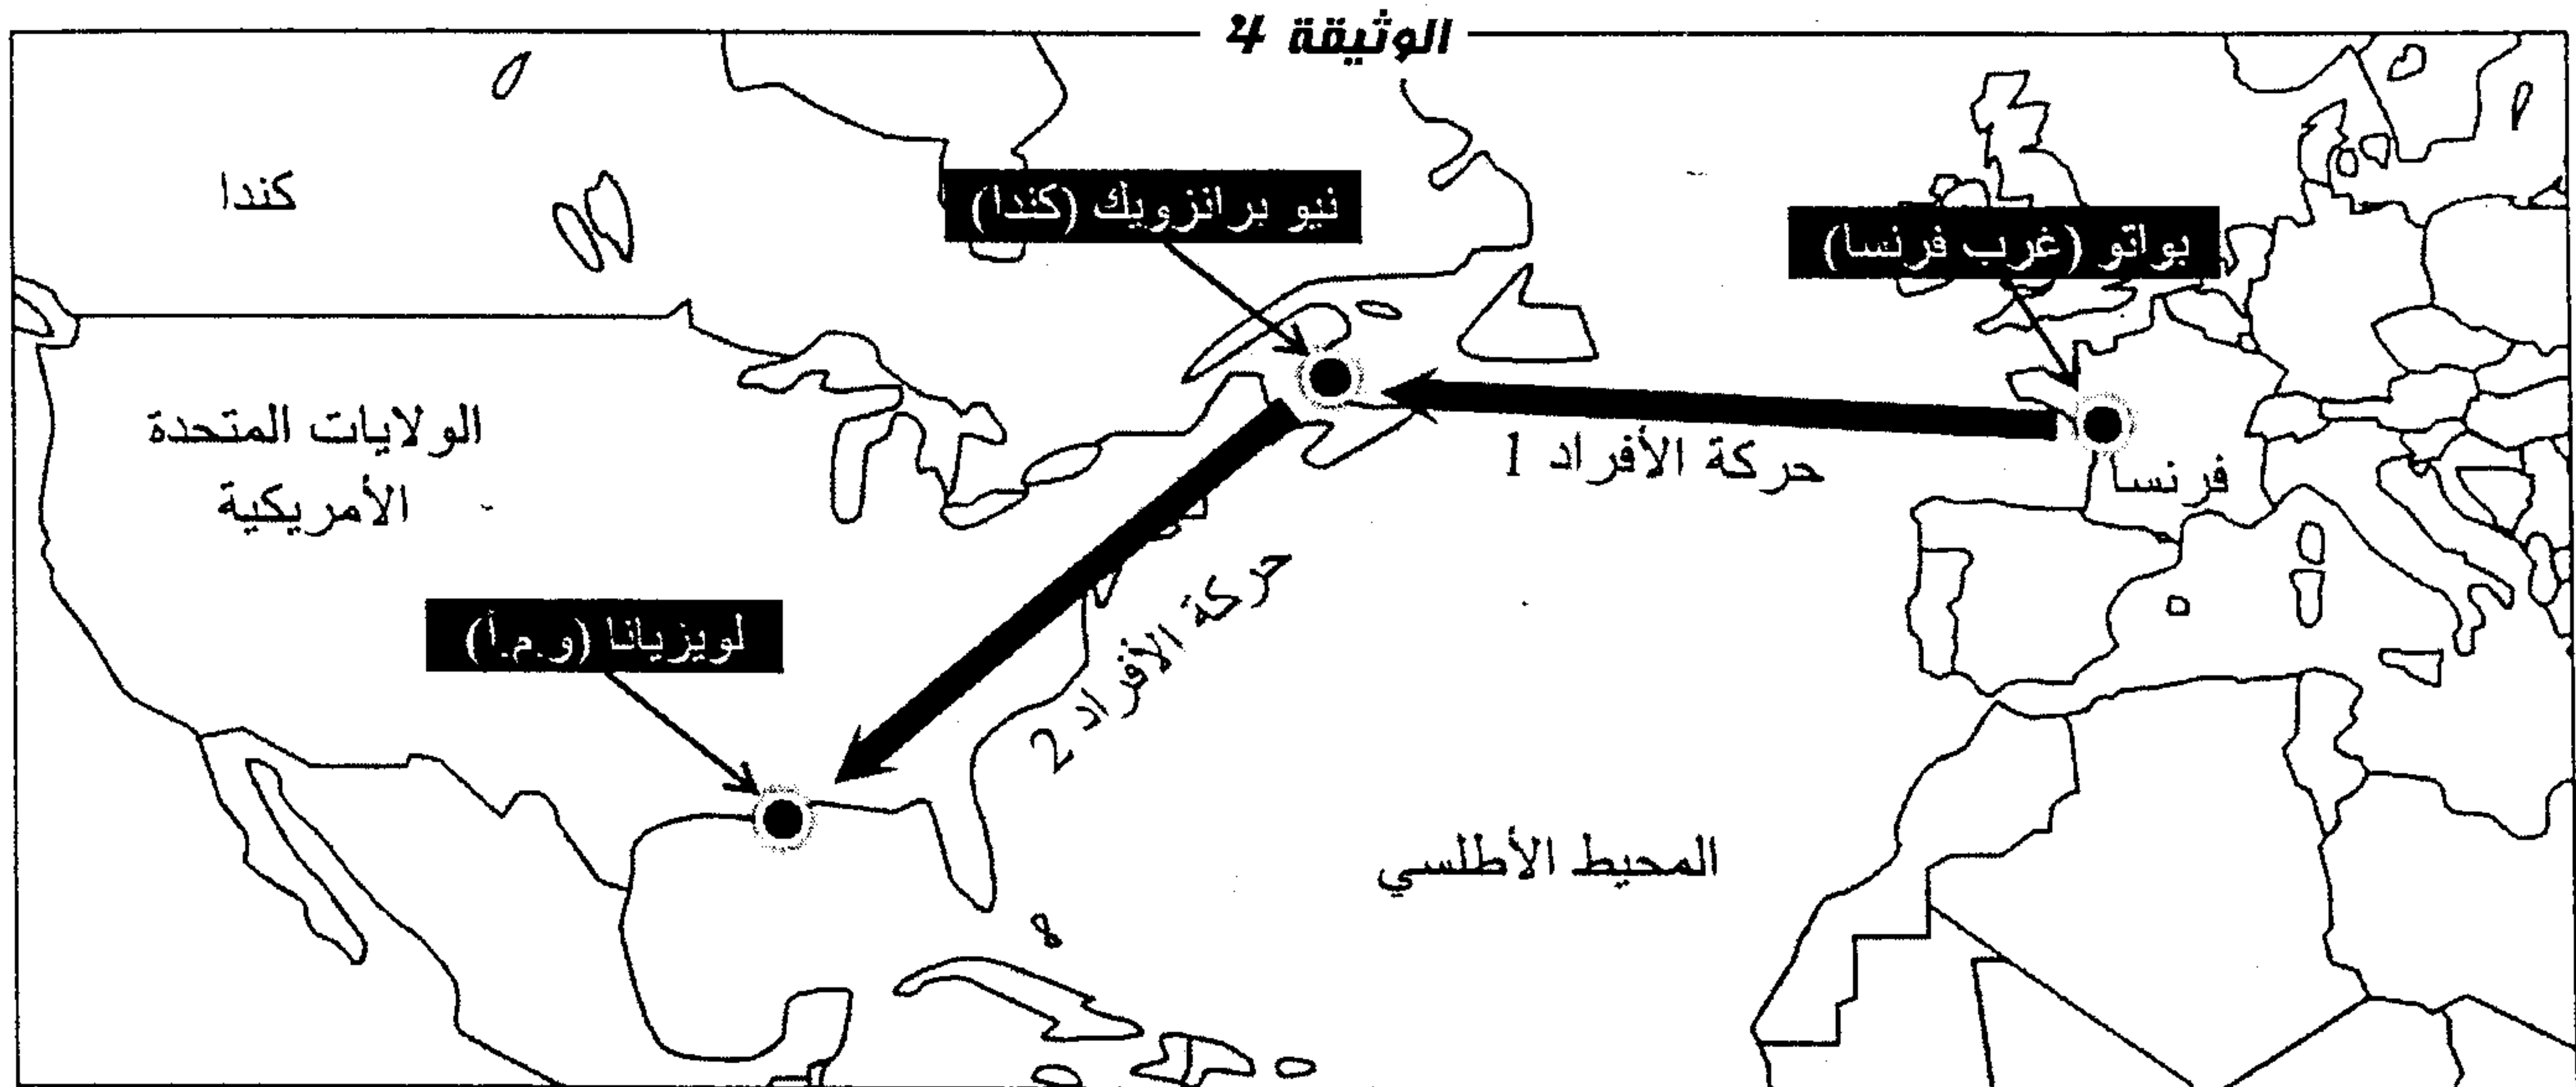 الوثيقة 4
كندا
نيو برانزويك (كندا)
بواتو (غرب فرنسا)
الولايات المتحدة
الأمريكية
حركة الأفراد 1
فرنسا
حركة الأفراد 2
لويزيانا (و.م.أ)
المحيط الأطلسي